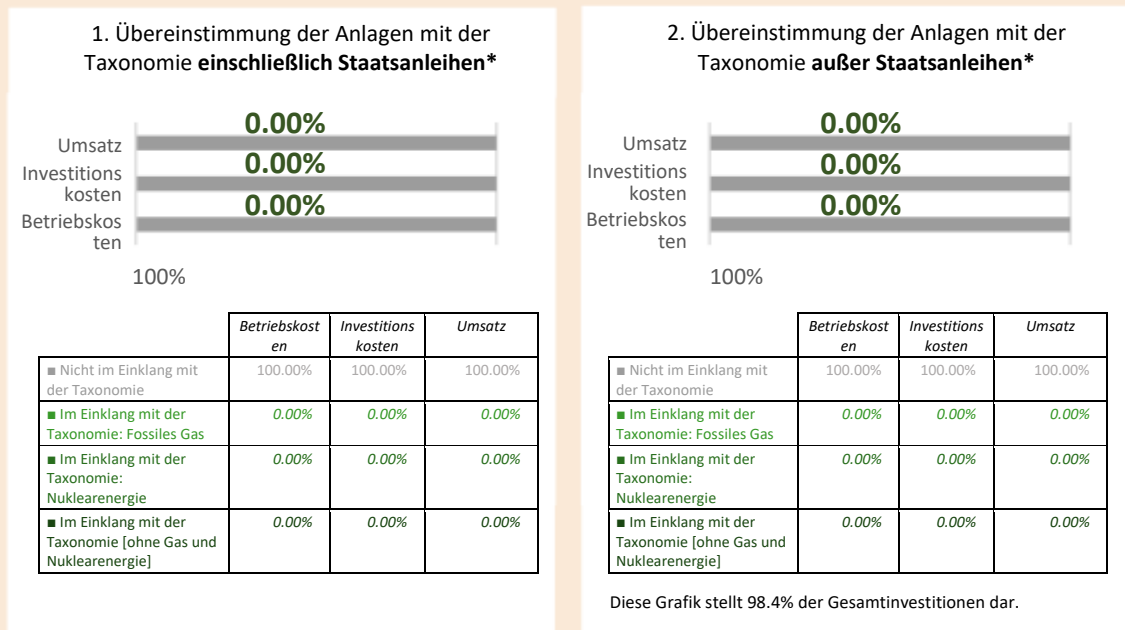 1. Übereinstimmung der Anlagen mit der
Taxonomie einschließlich Staatsanleihen*
0.00%
Umsatz
0.00%
Investitions
kosten
0.00%
Betriebskos
ten
100%
Betriebskost
en
Investitions
kosten
Umsatz
■ Nicht im Einklang mit
der Taxonomie
100.00% 100.00% 100.00%
■ Im Einklang mit der
Taxonomie: Fossiles Gas
0.00% 0.00% 0.00%
■ Im Einklang mit der
Taxonomie:
Nuklearenergie
0.00% 0.00% 0.00%
■ Im Einklang mit der
Taxonomie [ohne Gas und
Nuklearenergie]
0.00% 0.00% 0.00%
2. Übereinstimmung der Anlagen mit der
Taxonomie außer Staatsanleihen*
0.00%
Umsatz
0.00%
Investitions
kosten
0.00%
Betriebskos
ten
100%
Betriebskost
en
Investitions
kosten
Umsatz
■ Nicht im Einklang mit
der Taxonomie
100.00% 100.00% 100.00%
■ Im Einklang mit der
Taxonomie: Fossiles Gas
0.00% 0.00% 0.00%
■ Im Einklang mit der
Taxonomie:
Nuklearenergie
0.00% 0.00% 0.00%
■ Im Einklang mit der
Taxonomie [ohne Gas und
Nuklearenergie]
0.00% 0.00% 0.00%
Diese Grafik stellt 98.4% der Gesamtinvestitionen dar.